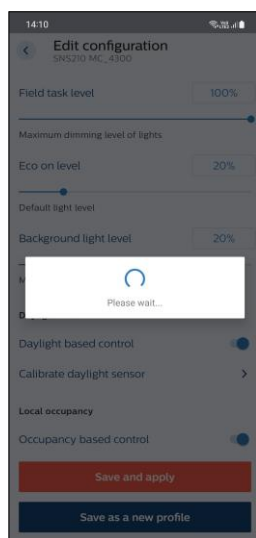 14:10
Edit configuration
SNS210 MC_4300
Field task level 100%
Maximum dimming level of lights
Eco on level 20%
Default light level
Background light level 20%
M
Please wait...
D
Daylight based control
Calibrate daylight sensor
Local occupancy
Occupancy based control
Save and apply
Save as a new profile